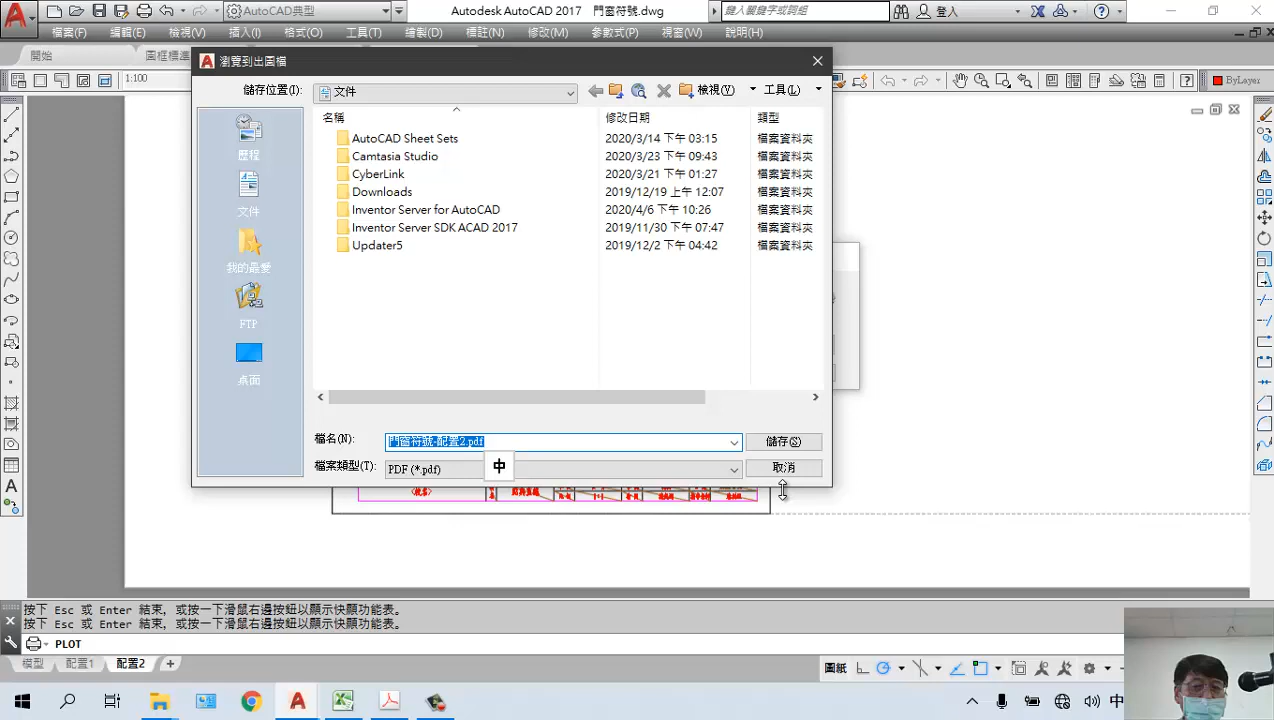 AutoCAD典型
Autodesk AutoCAD 2017 門窗符號.dwg
鍵入關鍵字或詞組
登入
檔案(F) 編輯(E) 檢視(V) 插入(I) 格式(O) 工具(T) 繪製(D) 標註(N) 修改(M) 參數式(P) 視窗(W) 說明(H)
開始
圖框標準
1:100
ByLayer
瀏覽到出圖檔
儲存位置(I):
文件
檢視(V)
工具(L)
名稱 修改日期 類型
AutoCAD Sheet Sets 2020/3/14 下午 03:15 檔案資料夾
Camtasia Studio 2020/3/23 下午 09:43 檔案資料夾
CyberLink 2020/3/21 下午 01:27 檔案資料夾
Downloads 2019/12/19 上午 12:07 檔案資料夾
Inventor Server for AutoCAD 2020/4/6 下午 10:26 檔案資料夾
Inventor Server SDK ACAD 2017 2019/11/30 下午 07:47 檔案資料夾
Updater5 2019/12/2 下午 04:42 檔案資料夾
歷程
文件
我的最愛
FTP
桌面
檔名(N):
門窗符號-配置2.pdf
儲存(S)
檔案類型(T):
PDF (*.pdf)
中
取消
按下 Esc 或 Enter 結束, 或按一下滑鼠右邊按鈕以顯示快顯功能表。
按下 Esc 或 Enter 結束, 或按一下滑鼠右邊按鈕以顯示快顯功能表。
PLOT
模型 配置1 配置2
圖紙
中